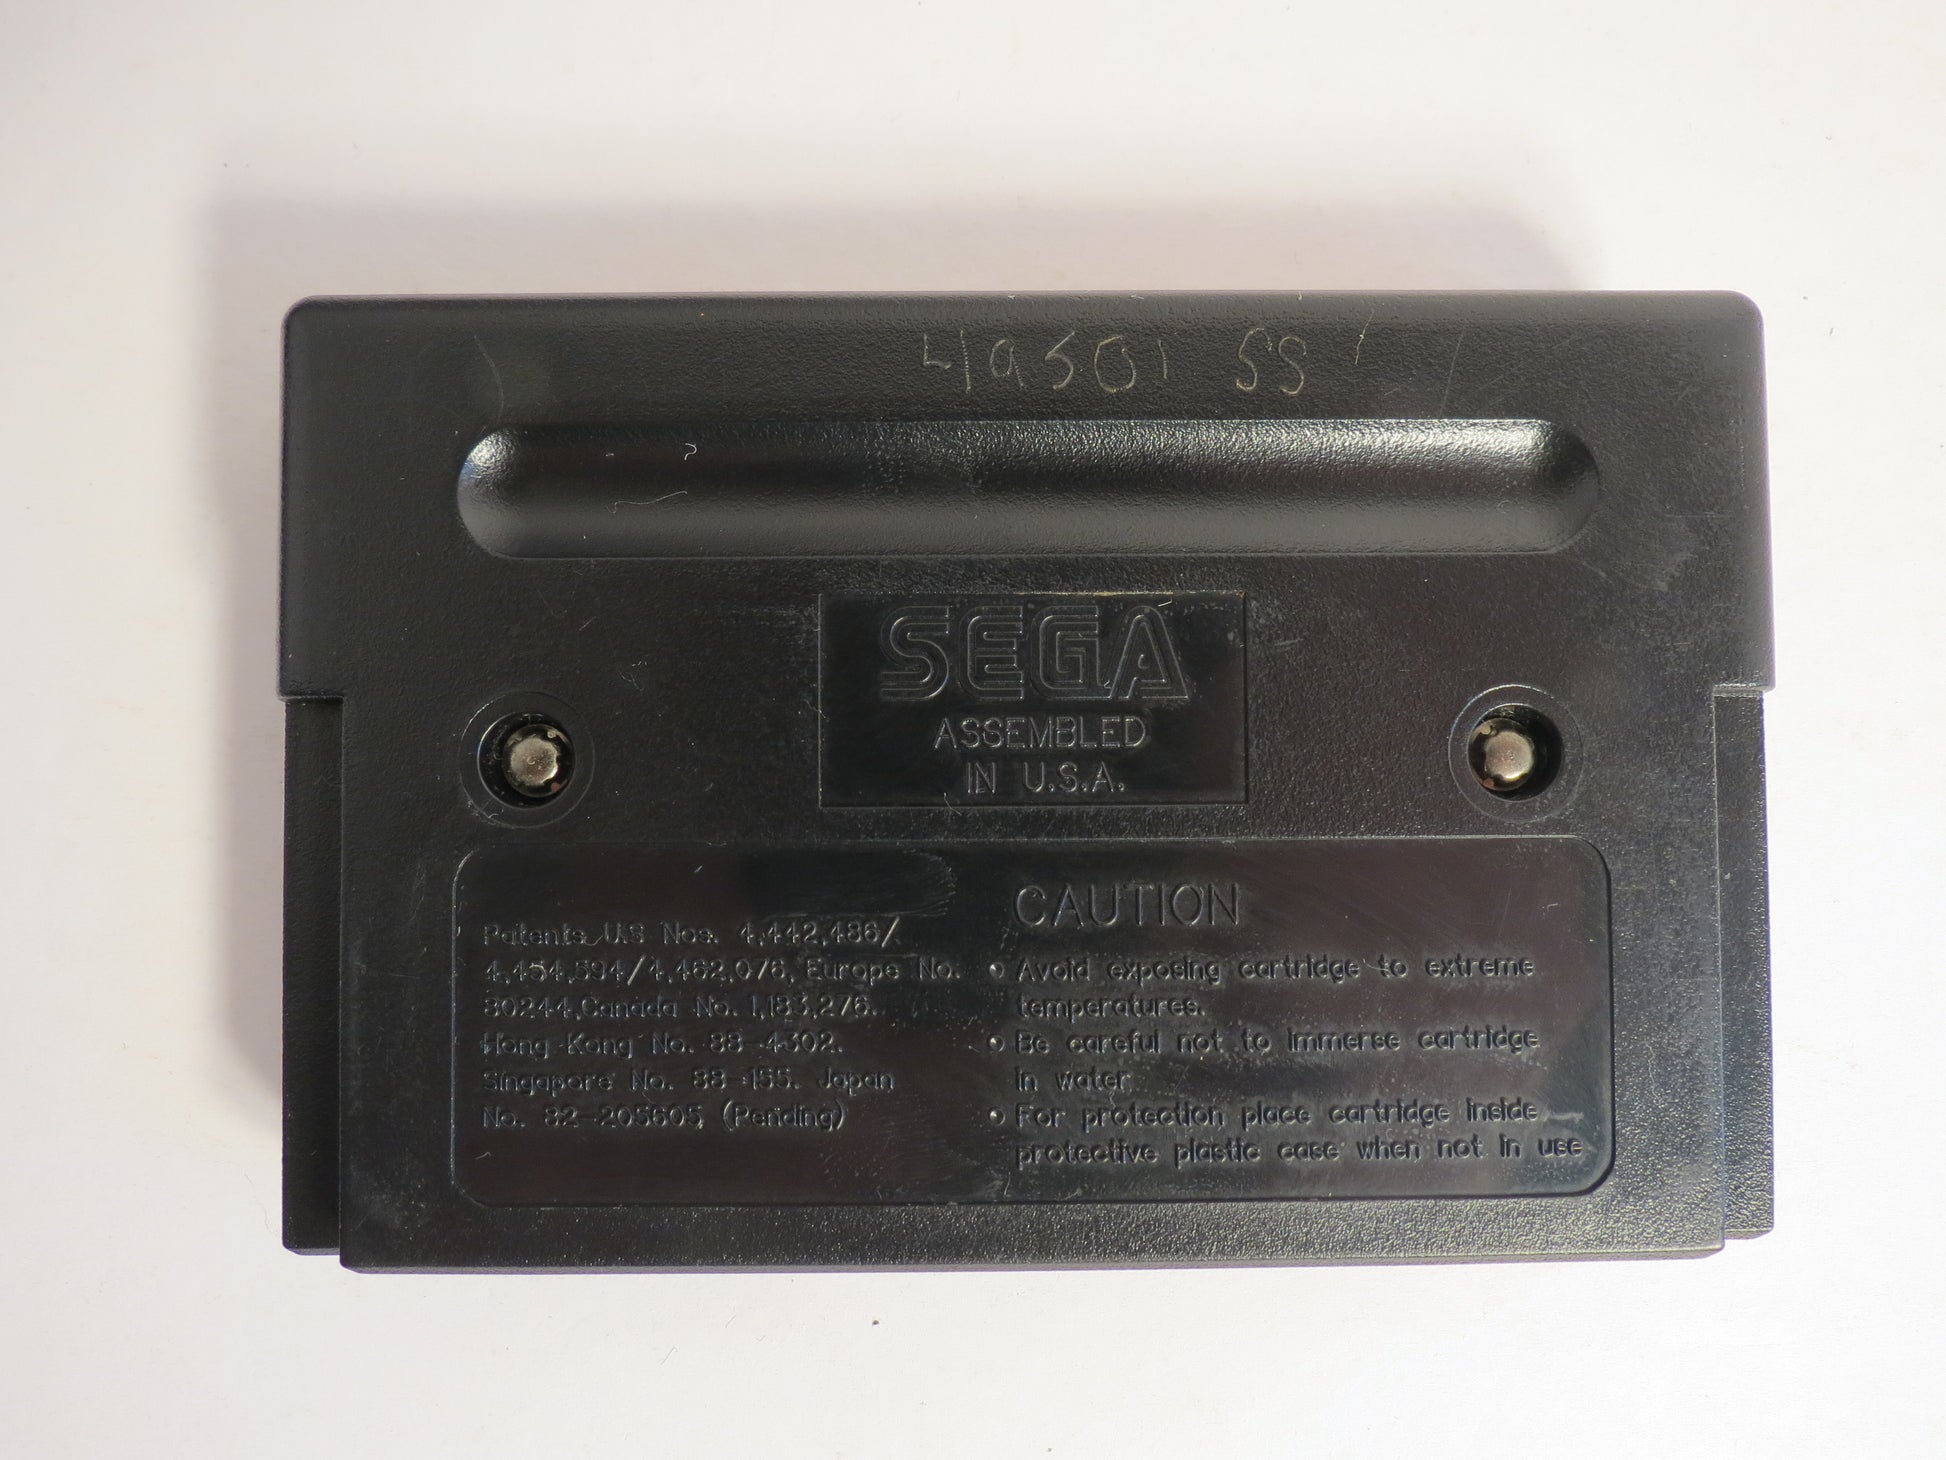 49501 SS
SEGA
ASSEMBLED
IN U.S.A.
Patents U.S Nos. 4,442,486/
4,454,594/4,462,076, Europe No.
80244,Canada No. 1,183,276.
Hong Kong No. 88-4302.
Singapore No. 88-155. Japan
No. 82-205605 (Pending)
CAUTION
• Avoid exposing cartridge to extreme
temperatures.
• Be careful not to immerse cartridge
in water.
• For protection place cartridge inside
protective plastic case when not in use